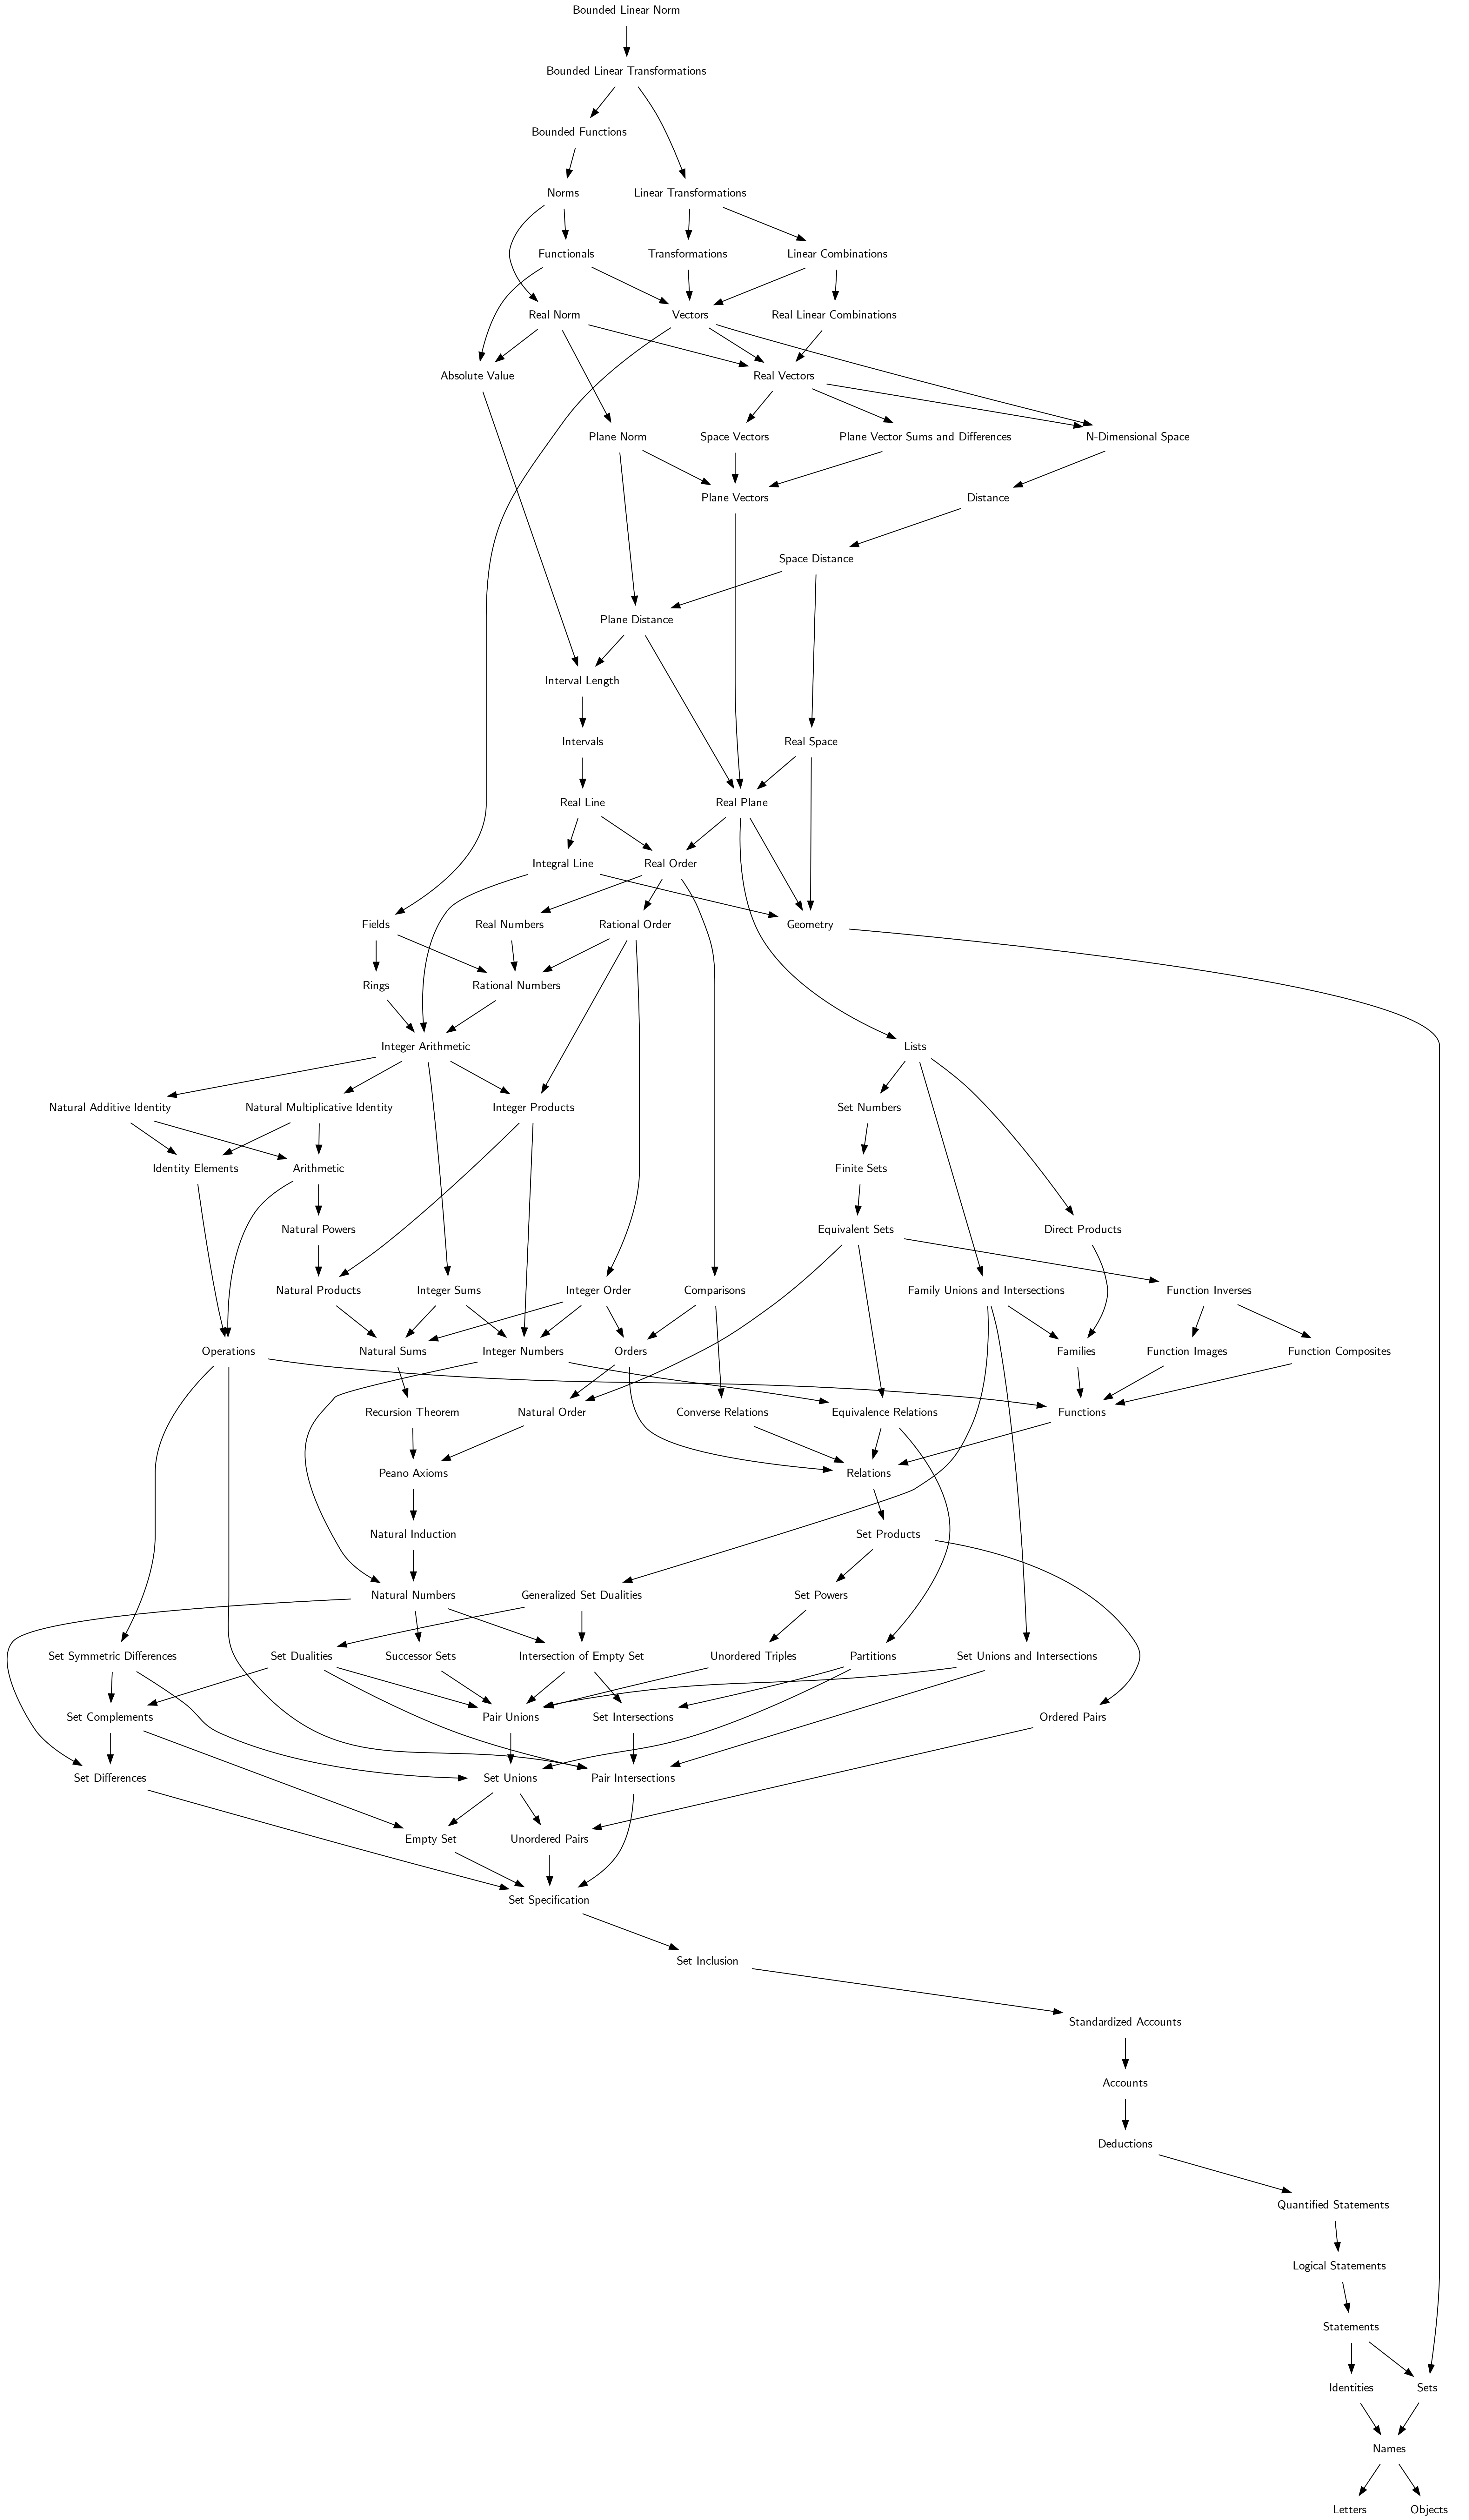 Bounded Linear Norm
Bounded Linear Transformations
Bounded Functions
Norms
Linear Transformations
Functionals
Transformations
Linear Combinations
Real Norm
Vectors
Real Linear Combinations
Absolute Value
Real Vectors
Plane Norm
Space Vectors
Plane Vector Sums and Differences
N-Dimensional Space
Plane Vectors
Distance
Space Distance
Plane Distance
Interval Length
Intervals
Real Space
Real Line
Real Plane
Integral Line
Real Order
Fields
Real Numbers
Rational Order
Geometry
Rings
Rational Numbers
Integer Arithmetic
Lists
Natural Additive Identity
Natural Multiplicative Identity
Integer Products
Set Numbers
Identity Elements
Arithmetic
Finite Sets
Natural Powers
Equivalent Sets
Direct Products
Natural Products
Integer Sums
Integer Order
Comparisons
Family Unions and Intersections
Function Inverses
Operations
Natural Sums
Integer Numbers
Orders
Families
Function Images
Function Composites
Recursion Theorem
Natural Order
Converse Relations
Equivalence Relations
Functions
Peano Axioms
Relations
Natural Induction
Set Products
Natural Numbers
Generalized Set Dualities
Set Powers
Set Symmetric Differences
Set Dualities
Successor Sets
Intersection of Empty Set
Unordered Triples
Partitions
Set Unions and Intersections
Set Complements
Pair Unions
Set Intersections
Ordered Pairs
Set Differences
Set Unions
Pair Intersections
Empty Set
Unordered Pairs
Set Specification
Set Inclusion
Standardized Accounts
Accounts
Deductions
Quantified Statements
Logical Statements
Statements
Identities
Sets
Names
Letters
Objects